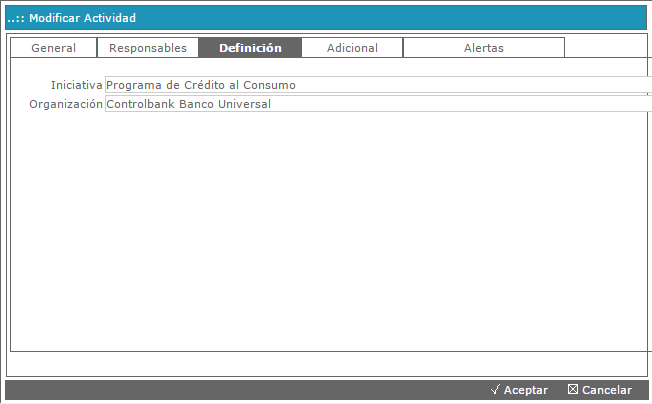 ..:: Modificar Actividad
General Responsables Definición Adicional Alertas
Iniciativa Programa de Crédito al Consumo
Organización Controlbank Banco Universal
Aceptar Cancelar